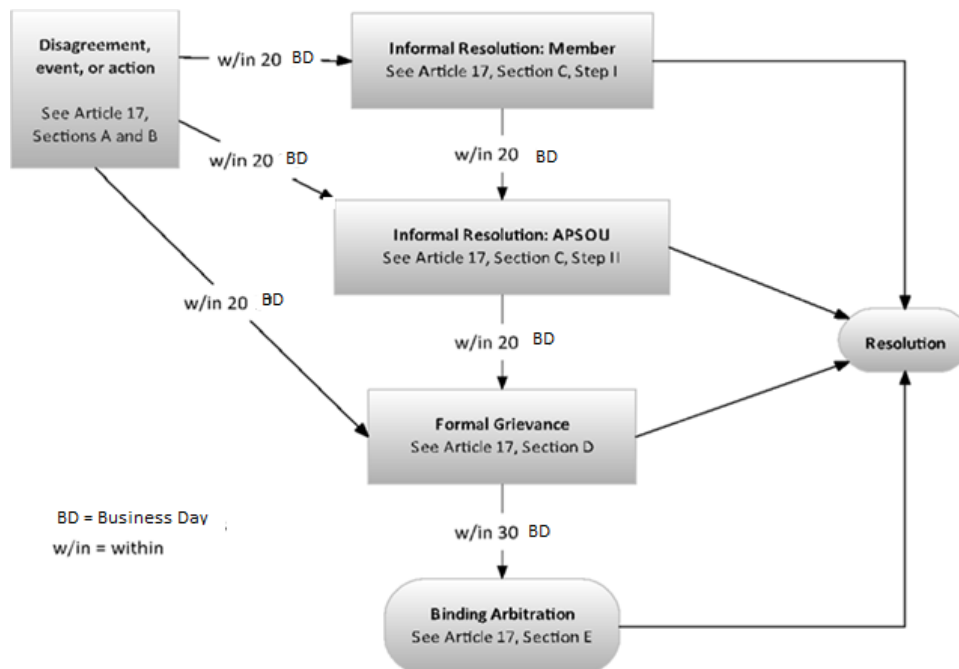 Disagreement,
event, or action
See Article 17,
Sections A and B
w/in 20 BD
Informal Resolution: Member
See Article 17, Section C, Step I
w/in 20 BD
w/in 20 BD
Informal Resolution: APSOU
See Article 17, Section C, Step II
w/in 20 BD
w/in 20 BD
Resolution
Formal Grievance
See Article 17, Section D
BD = Business Day
w/in = within
w/in 30 BD
Binding Arbitration
See Article 17, Section E